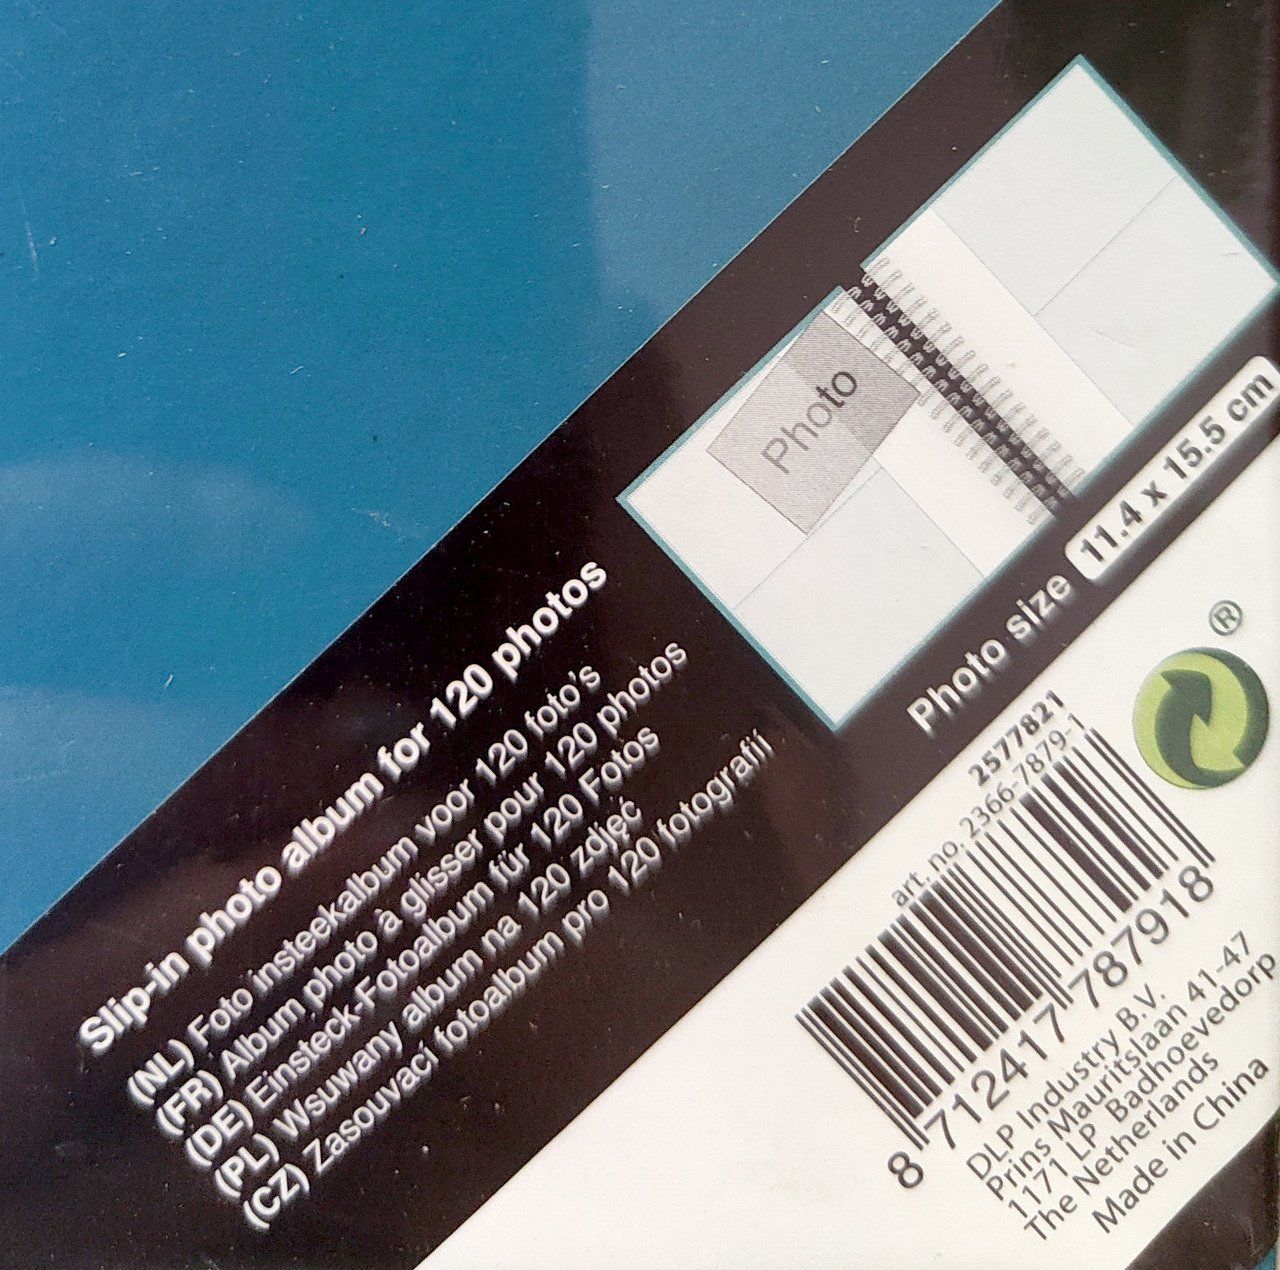 Slip-in photo album for 120 photos
(NL) Foto insteekalbum voor 120 foto's
(FR) Album photo à glisser pour 120 photos
(DE) Einsteck-Fotoalbum für 120 Fotos
(PL) Wsuwany album na 120 zdjęć
(CZ) Zasouvací fotoalbum pro 120 fotografií
Photo
Photo size 11.4 x 15.5 cm
®
2577821
art. no. 2366-7879-1
8 712417 787918
DLP Industry B.V.
Prins Mauritslaan 41-47
1171 LP Badhoevedorp
The Netherlands
Made in China